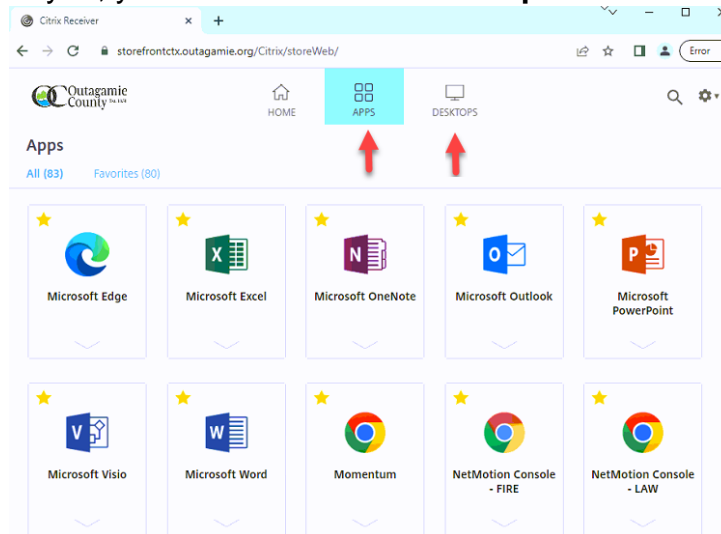 Citrix Receiver
storefrontctx.outagamie.org/Citrix/storeWeb/
Error
Outagamie
County
HOME
APPS
DESKTOPS
Apps
All (83) Favorites (80)
Microsoft Edge
Microsoft Excel
Microsoft OneNote
Microsoft Outlook
Microsoft
PowerPoint
Microsoft Visio
Microsoft Word
Momentum
NetMotion Console
- FIRE
NetMotion Console
- LAW